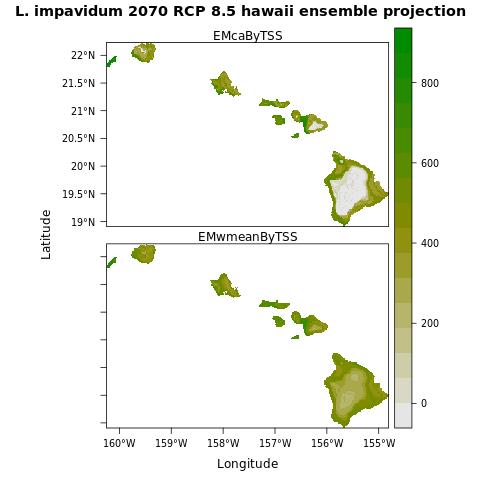 L. impavidum 2070 RCP 8.5 hawaii ensemble projection
EMcaByTSS
22°N
21.5°N
21°N
20.5°N
20°N
19.5°N
19°N
EMwmeanByTSS
160°W 159°W 158°W 157°W 156°W 155°W
Longitude
Latitude
800
600
400
200
0